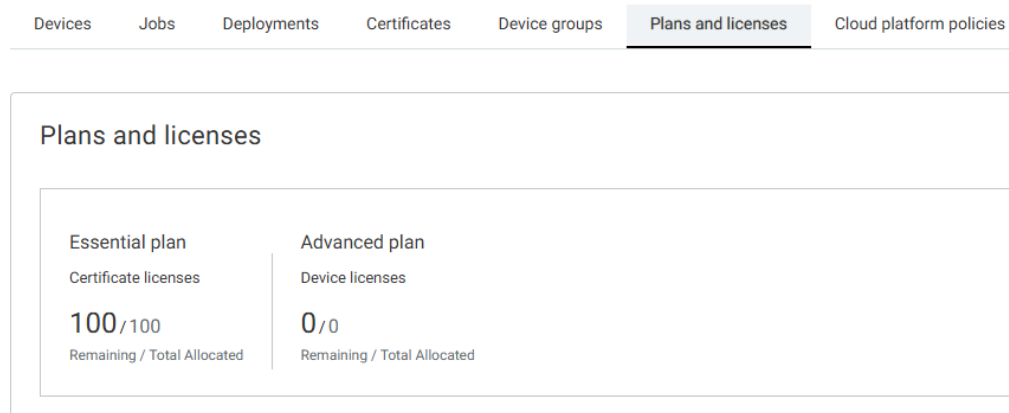 Devices Jobs Deployments Certificates Device groups Plans and licenses Cloud platform policies
Plans and licenses
Essential plan
Certificate licenses
100/100
Remaining / Total Allocated
Advanced plan
Device licenses
0/0
Remaining / Total Allocated